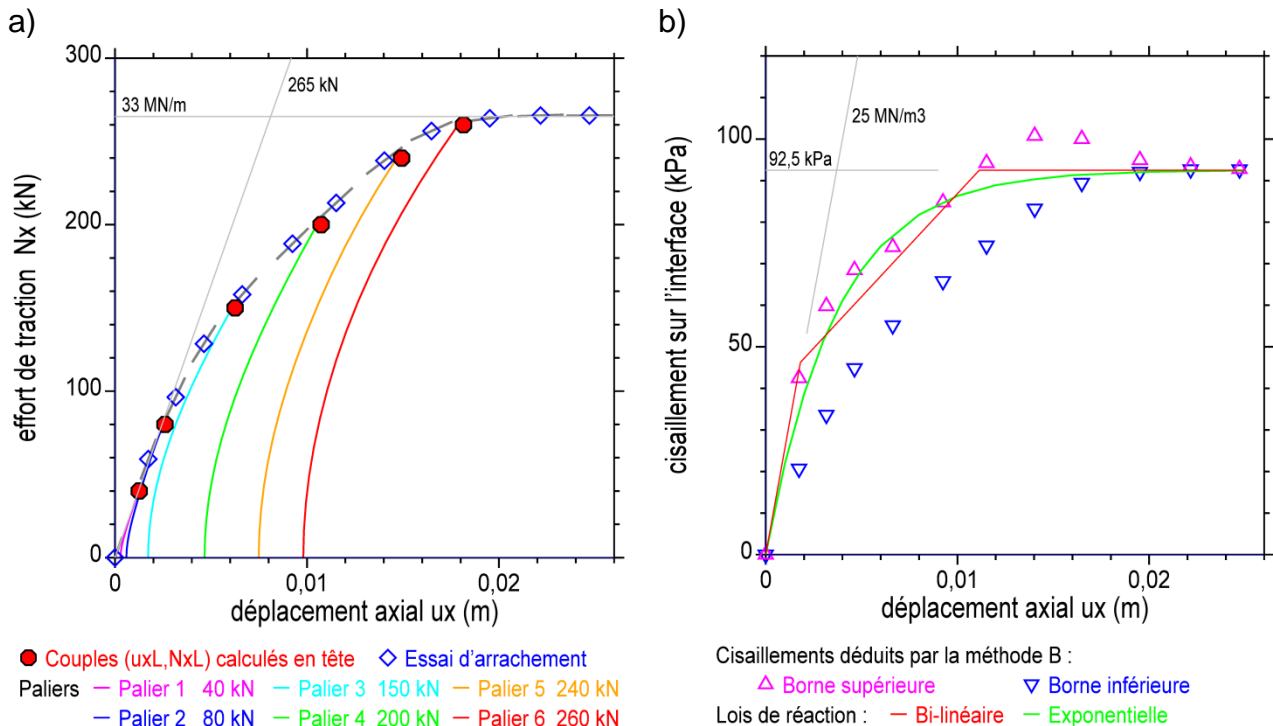 a)
300
200
100
0
0
0,01
0,02
effort de traction Nx (kN)
déplacement axial ux (m)
33 MN/m
265 kN
Couples (uxL,NxL) calculés en tête
Essai d’arrachement
Paliers
Palier 1 40 kN
Palier 3 150 kN
Palier 5 240 kN
Palier 2 80 kN
Palier 4 200 kN
Palier 6 260 kN
b)
100
50
0
0
0,01
0,02
cisaillement sur l’interface (kPa)
déplacement axial ux (m)
25 MN/m3
92,5 kPa
Cisaillements déduits par la méthode B :
Borne supérieure
Borne inférieure
Lois de réaction :
Bi-linéaire
Exponentielle